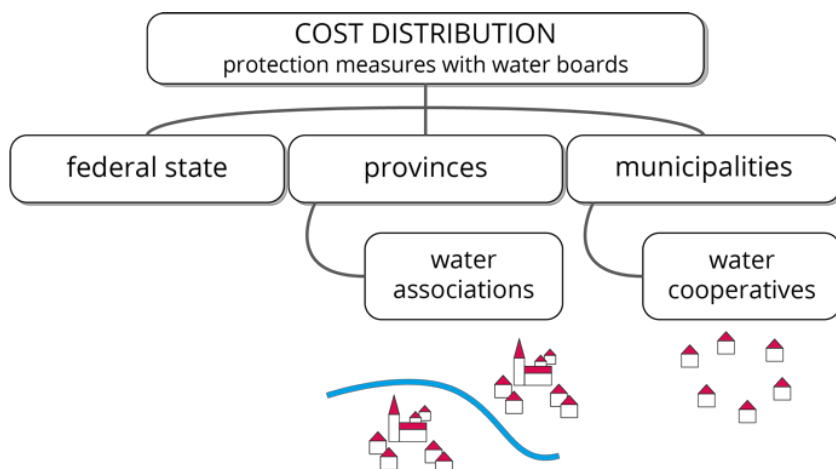 COST DISTRIBUTION
protection measures with water boards
federal state
provinces
municipalities
water
associations
water
cooperatives